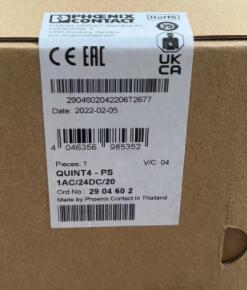 PHOENIX
CONTACT
RoHS
25
CE EAC
UK
CA
2904602042206T2677
Date: 2022-02-05
4 046356 985352
Pieces: 1 V/C 04
QUINT4 - PS
1AC/24DC/20
Ord No.: 29 04 60 2
Made by Phoenix Contact in Thailand